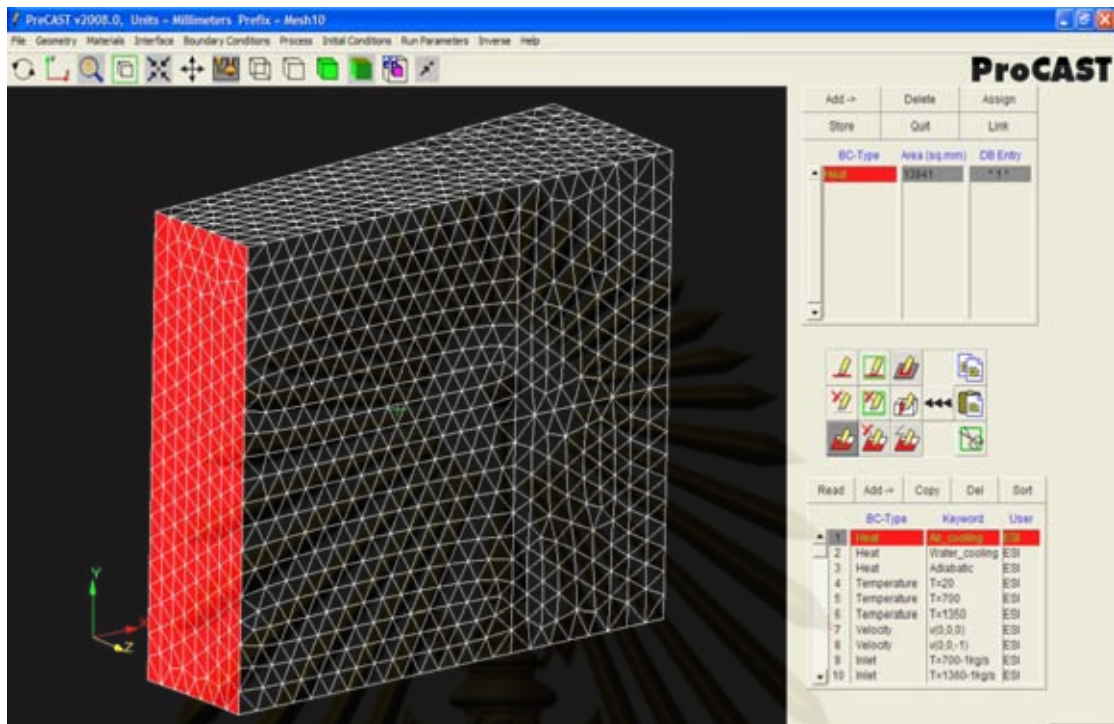 PreCAST v2008.0, Units - Millimeters Prefix - Mesh10
File Geometry Materials Interface Boundary Conditions Process Initial Conditions Run Parameters Inverse Help
ProCAST
Add -> Delete Assign
Store Quit Link
BC-Type Area (sq.mm) DB Entry
Heat 13941 " 1 "
Read Add -> Copy Del Sort
BC-Type Keyword User
1 Heat Air_cooling ESI
2 Heat Water_cooling ESI
3 Heat Adiabatic ESI
4 Temperature T=20 ESI
5 Temperature T=700 ESI
6 Temperature T=1350 ESI
7 Velocity v(0,0,0) ESI
8 Velocity v(0,0,-1) ESI
9 Inlet T=700-1kg/s ESI
10 Inlet T=1360-1kg/s ESI
Y
X
Z